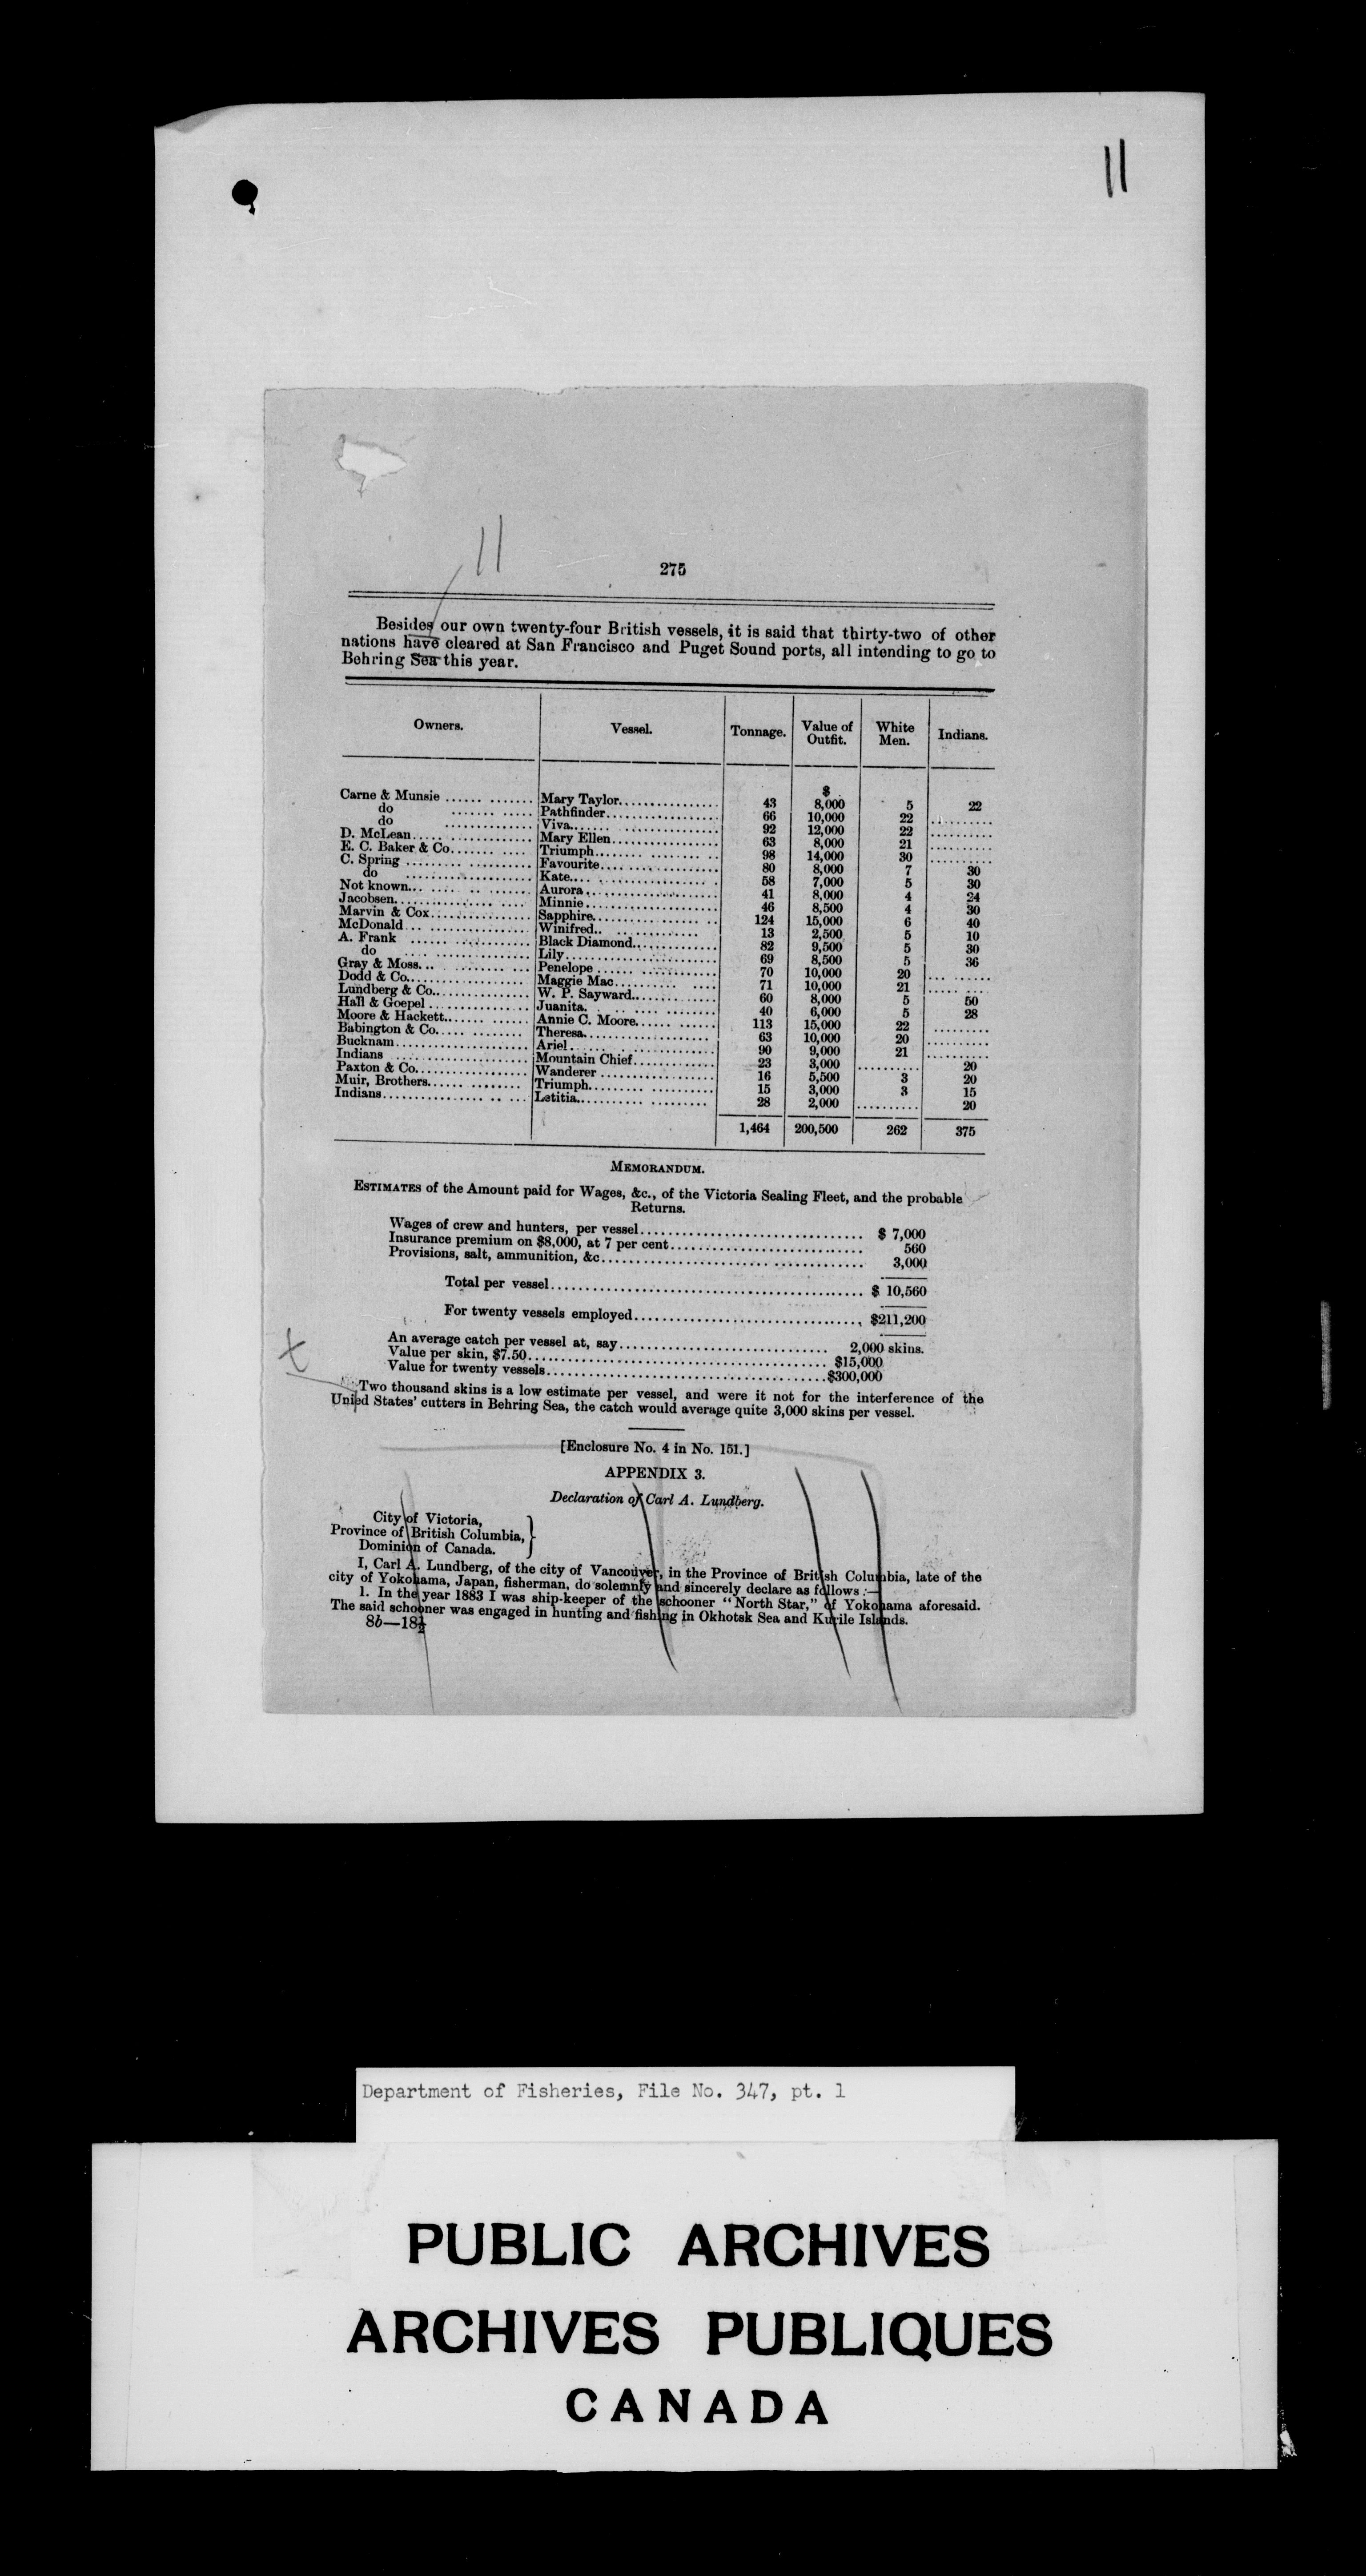 11
11
275
Besides our own twenty-four British vessels, it is said that thirty-two of other
nations have cleared at San Francisco and Puget Sound ports, all intending to go to
Behring Sea this year.
Owners. Vessel. Tonnage. Value of Outfit. White Men. Indians.
$
Carne & Munsie ...... Mary Taylor...... 43 8,000 5 22
do ...... Pathfinder...... 66 10,000 22 ......
do ...... Viva...... 92 12,000 22 ......
D. McLean...... Mary Ellen...... 63 8,000 21 ......
E. C. Baker & Co...... Triumph...... 98 14,000 30 ......
C. Spring ...... Favourite...... 80 8,000 7 30
do ...... Kate...... 58 7,000 5 30
Not known...... Aurora...... 41 8,000 4 24
Jacobsen...... Minnie...... 46 8,500 4 30
Marvin & Cox...... Sapphire...... 124 15,000 6 40
McDonald...... Winifred...... 13 2,500 5 10
A. Frank ...... Black Diamond...... 82 9,500 5 30
do ...... Lily...... 69 8,500 5 36
Gray & Moss...... Penelope ...... 70 10,000 20 ......
Dodd & Co...... Maggie Mac...... 71 10,000 21 ......
Lundberg & Co...... W. P. Sayward...... 60 8,000 5 50
Hall & Goepel ...... Juanita...... 40 6,000 5 28
Moore & Hackett...... Annie C. Moore...... 113 15,000 22 ......
Babington & Co...... Theresa...... 63 10,000 20 ......
Bucknam...... Ariel...... 90 9,000 21 ......
Indians ...... Mountain Chief...... 23 3,000 ...... 20
Paxton & Co...... Wanderer ...... 16 5,500 3 20
Muir, Brothers...... Triumph...... 15 3,000 3 15
Indians...... Letitia...... 28 2,000 ...... 20
1,464 200,500 262 375
MEMORANDUM.
ESTIMATES of the Amount paid for Wages, &c., of the Victoria Sealing Fleet, and the probable
Returns.
Wages of crew and hunters, per vessel...... $ 7,000
Insurance premium on $8,000, at 7 per cent...... 560
Provisions, salt, ammunition, &c...... 3,000
Total per vessel...... $ 10,560
For twenty vessels employed......, $211,200
An average catch per vessel at, say...... 2,000 skins.
Value per skin, $7.50...... $15,000
Value for twenty vessels......$300,000
Two thousand skins is a low estimate per vessel, and were it not for the interference of the
United States' cutters in Behring Sea, the catch would average quite 3,000 skins per vessel.
[Enclosure No. 4 in No. 151.]
APPENDIX 3.
Declaration of Carl A. Lundberg.
City of Victoria,
Province of British Columbia,
Dominion of Canada.
I, Carl A. Lundberg, of the city of Vancouver, in the Province of British Columbia, late of the
city of Yokohama, Japan, fisherman, do solemnly and sincerely declare as follows :—
1. In the year 1883 I was ship-keeper of the schooner "North Star," of Yokohama aforesaid.
The said schooner was engaged in hunting and fishing in Okhotsk Sea and Kurile Islands.
8b—18½
Department of Fisheries, File No. 347, pt. 1
PUBLIC ARCHIVES
ARCHIVES PUBLIQUES
CANADA